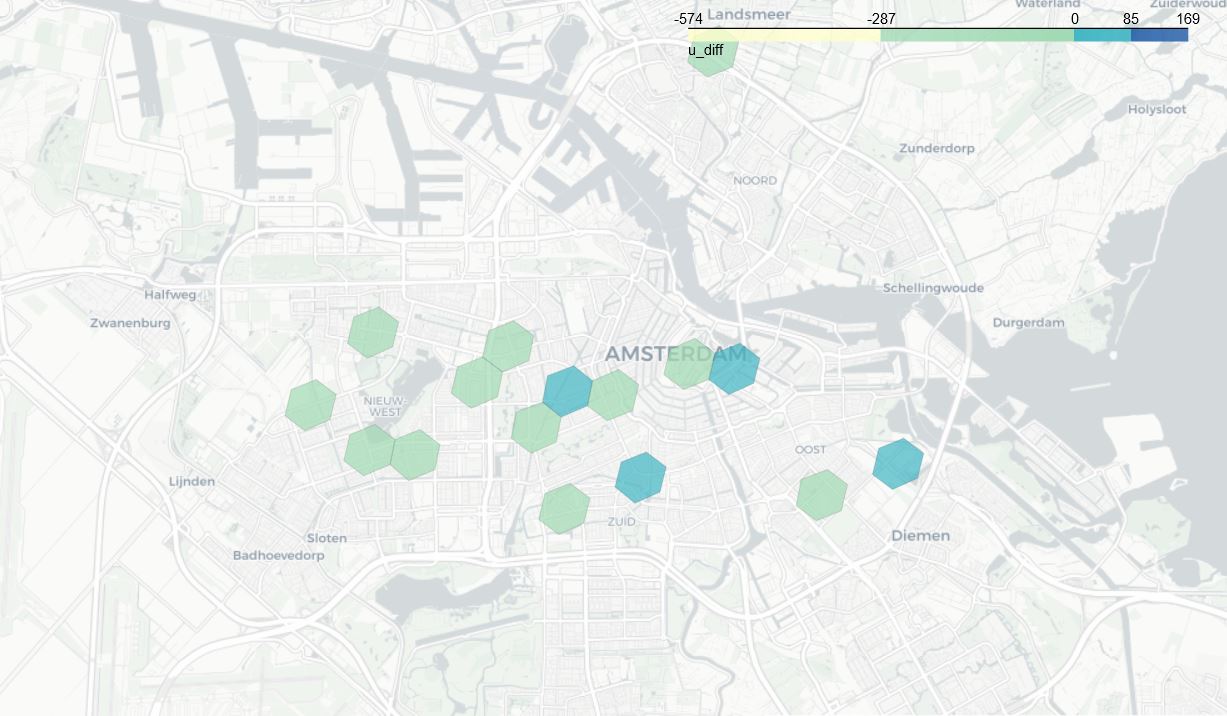 Landsmeer
Waterland
Zuiderwoud
-574 -287 0 85 169
u_diff
Holysloot
Zunderdorp
NOORD
Halfweg
Schellingwoude
Zwanenburg
Durgerdam
AMSTERDAM
NIEUW-
WEST
OOST
Lijnden
ZUID
Sloten
Diemen
Badhoevedorp